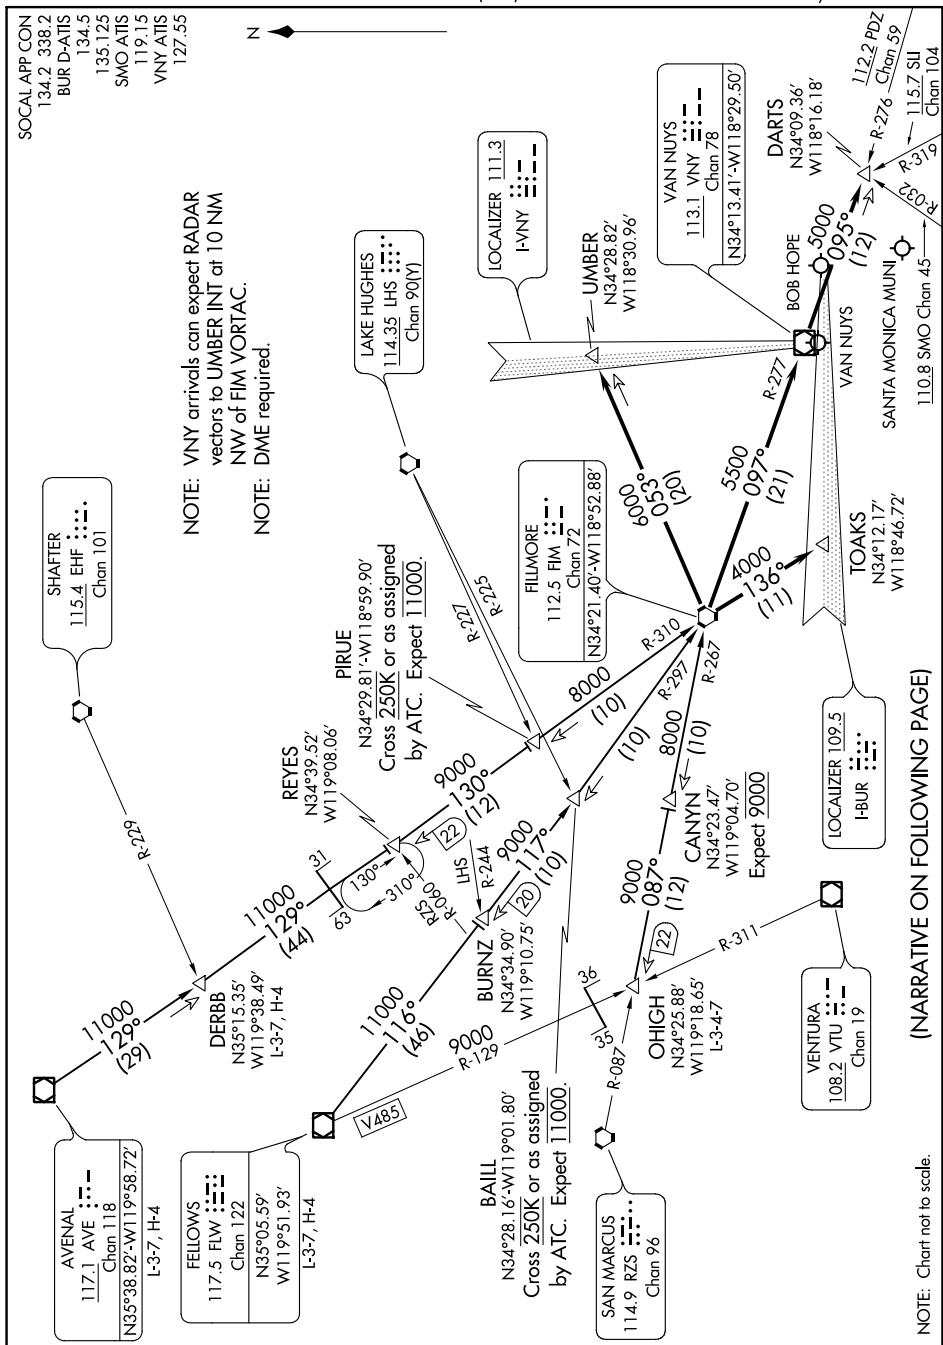 SOCAL APP CON
134.2 338.2
BUR D-ATIS
134.5
135.125
SMO ATIS
119.15
VNY ATIS
127.55
N
NOTE: VNY arrivals can expect RADAR
vectors to UMBER INT at 10 NM
NW of FIM VORTAC.
NOTE: DME required.
SHAFTER
115.4 EHF
Chan 101
R-229
LAKE HUGHES
114.35 LHS
Chan 90(Y)
R-227
R-225
LOCALIZER 111.3
I-VNY
UMBER
N34°28.82'
W118°30.96'
VAN NUYS
113.1 VNY
Chan 78
N34°13.41'-W118°29.50'
DARTS
N34°09.36'
W118°16.18'
112.2 PDZ
Chan 59
R-276
115.7 SLI
Chan 104
R-319
R-032
BOB HOPE
5000
095°
(12)
SANTA MONICA MUNI
110.8 SMO Chan 45
VAN NUYS
R-277
5500
097°
(21)
6000
053°
(20)
4000
136°
(11)
TOAKS
N34°12.17'
W118°46.72'
LOCALIZER 109.5
I-BUR
FILLMORE
112.5 FIM
Chan 72
N34°21.40'-W118°52.88'
R-310
R-297
R-267
PIRUE
N34°29.81'-W118°59.90'
Cross 250K or as assigned
by ATC. Expect 11000.
8000
(10)
(10)
8000
(10)
REYES
N34°39.52'
W119°08.06'
9000
130°
(12)
22
31
63
130°
310°
RZS
R-060
LHS
R-244
11000
129°
(44)
DERBB
N35°15.35'
W119°38.49'
L-3-7, H-4
11000
129°
(29)
AVENAL
117.1 AVE
Chan 118
N35°38.82'-W119°58.72'
L-3-7, H-4
FELLOWS
117.5 FLW
Chan 122
N35°05.59'
W119°51.93'
L-3-7, H-4
11000
116°
(46)
BURNZ
N34°34.90'
W119°10.75'
20
9000
117°
(10)
V485
9000
R-129
BAILL
N34°28.16'-W119°01.80'
Cross 250K or as assigned
by ATC. Expect 11000.
36
35
OHIGH
N34°25.88'
W119°18.65'
L-3-4-7
22
9000
087°
(12)
CANYN
N34°23.47'
W119°04.70'
Expect 9000
R-087
SAN MARCUS
114.9 RZS
Chan 96
R-311
VENTURA
108.2 VTU
Chan 19
(NARRATIVE ON FOLLOWING PAGE)
NOTE: Chart not to scale.